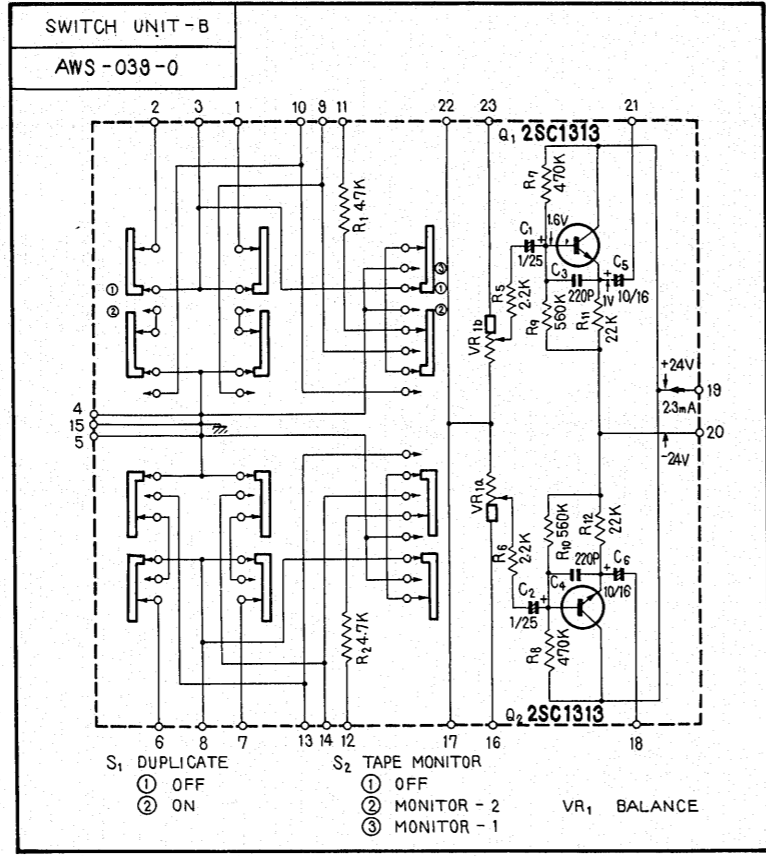 SWITCH UNIT-B
AWS-039-0
2 3 1 10 9 11 22 23 21
Q1 2SC1313
R7 470K
R1 4.7K
1.6V
C1
1/25
C3
220P
C5
10/16
1V
R5 2.2K
R9 560K
R11 22K
VR1b
①
②
③
①
②
+24V
19
23mA
20
-24V
4
15
5
VR1a
R6 2.2K
R10 560K
R12 22K
220P
C4
C6
10/16
C2
1/25
R8 470K
R2 4.7K
Q2 2SC1313
6 8 7 13 14 12 17 16 18
S1 DUPLICATE
① OFF
② ON
S2 TAPE MONITOR
① OFF
② MONITOR-2
③ MONITOR-1
VR1 BALANCE